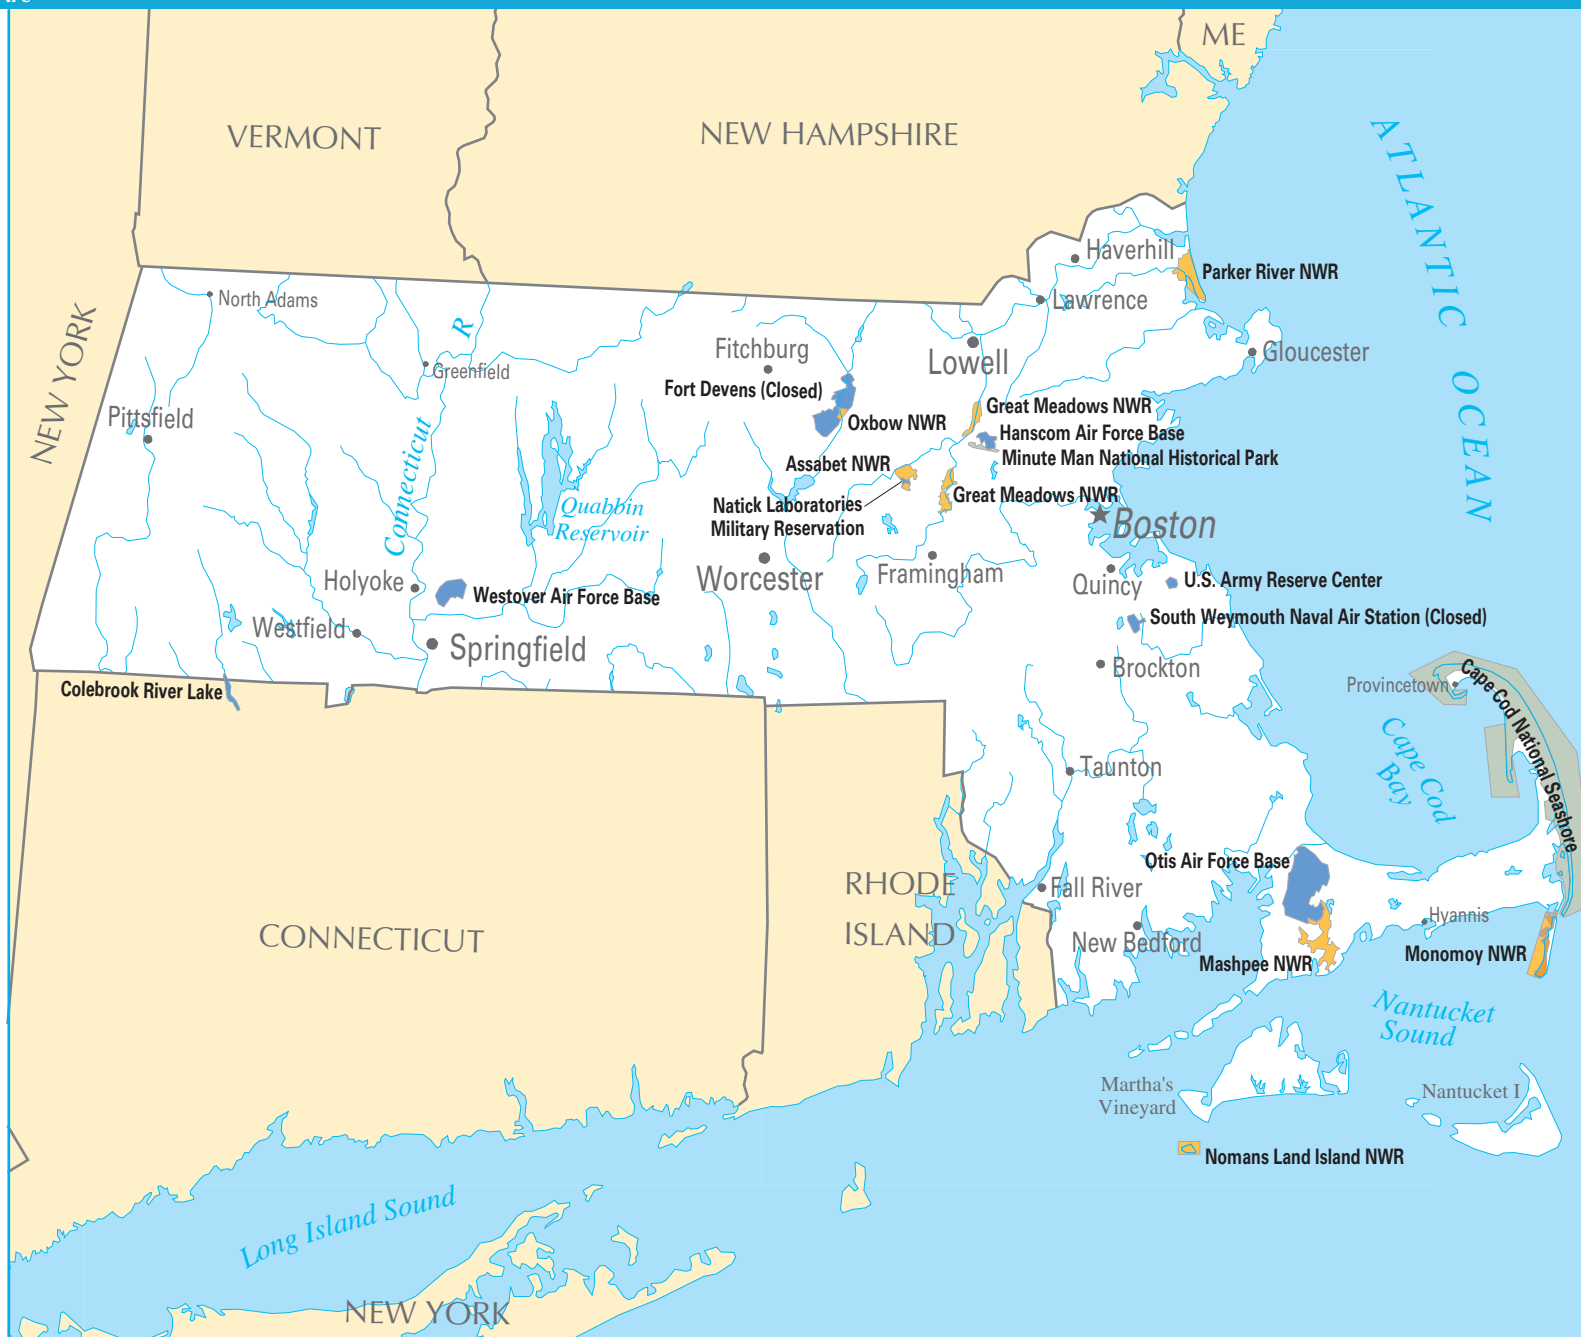 ME
VERMONT
NEW HAMPSHIRE
ATLANTIC OCEAN
NEW YORK
Haverhill
Parker River NWR
North Adams
Lawrence
R
Fitchburg
Lowell
Gloucester
Greenfield
Fort Devens (Closed)
Pittsfield
Great Meadows NWR
Oxbow NWR
Hanscom Air Force Base
Minute Man National Historical Park
Connecticut
Assabet NWR
Great Meadows NWR
Quabbin
Reservoir
Natick Laboratories
Military Reservation
Boston
Worcester
Framingham
Holyoke
Quincy
U.S. Army Reserve Center
Westover Air Force Base
South Weymouth Naval Air Station (Closed)
Westfield
Springfield
Brockton
Colebrook River Lake
Provincetown
Cape Cod National Seashore
Cape Cod
Bay
Taunton
Otis Air Force Base
RHODE
ISLAND
Fall River
Hyannis
CONNECTICUT
New Bedford
Mashpee NWR
Monomoy NWR
Nantucket
Sound
Martha's
Vineyard
Nantucket I
Nomans Land Island NWR
Long Island Sound
NEW YORK